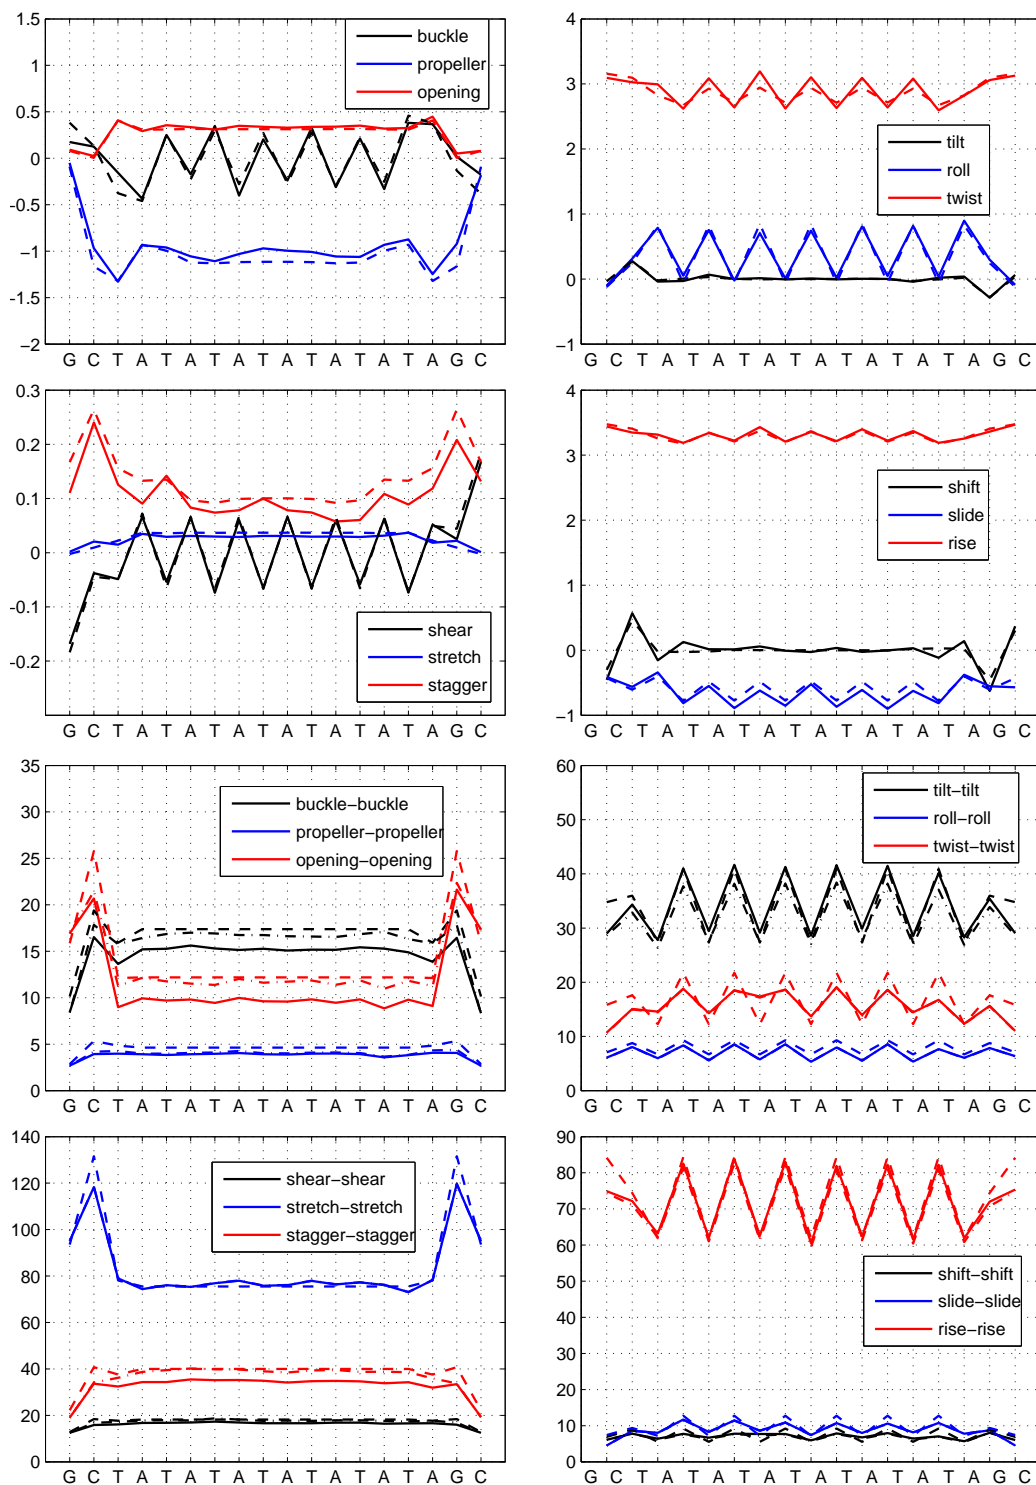 1.5
1
0.5
0
−0.5
−1
−1.5
−2
buckle
propeller
opening
G C T A T A T A T A T A T A T A G C
4
3
2
1
0
−1
tilt
roll
twist
G C T A T A T A T A T A T A T A G C
0.3
0.2
0.1
0
-0.1
-0.2
shear
stretch
stagger
G C T A T A T A T A T A T A T A G C
4
3
2
1
0
−1
shift
slide
rise
G C T A T A T A T A T A T A T A G C
35
30
25
20
15
10
5
0
buckle−buckle
propeller−propeller
opening−opening
G C T A T A T A T A T A T A T A G C
60
50
40
30
20
10
0
tilt−tilt
roll−roll
twist−twist
G C T A T A T A T A T A T A T A G C
140
120
100
80
60
40
20
0
shear−shear
stretch−stretch
stagger−stagger
G C T A T A T A T A T A T A T A G C
90
80
70
60
50
40
30
20
10
0
shift−shift
slide−slide
rise−rise
G C T A T A T A T A T A T A T A G C